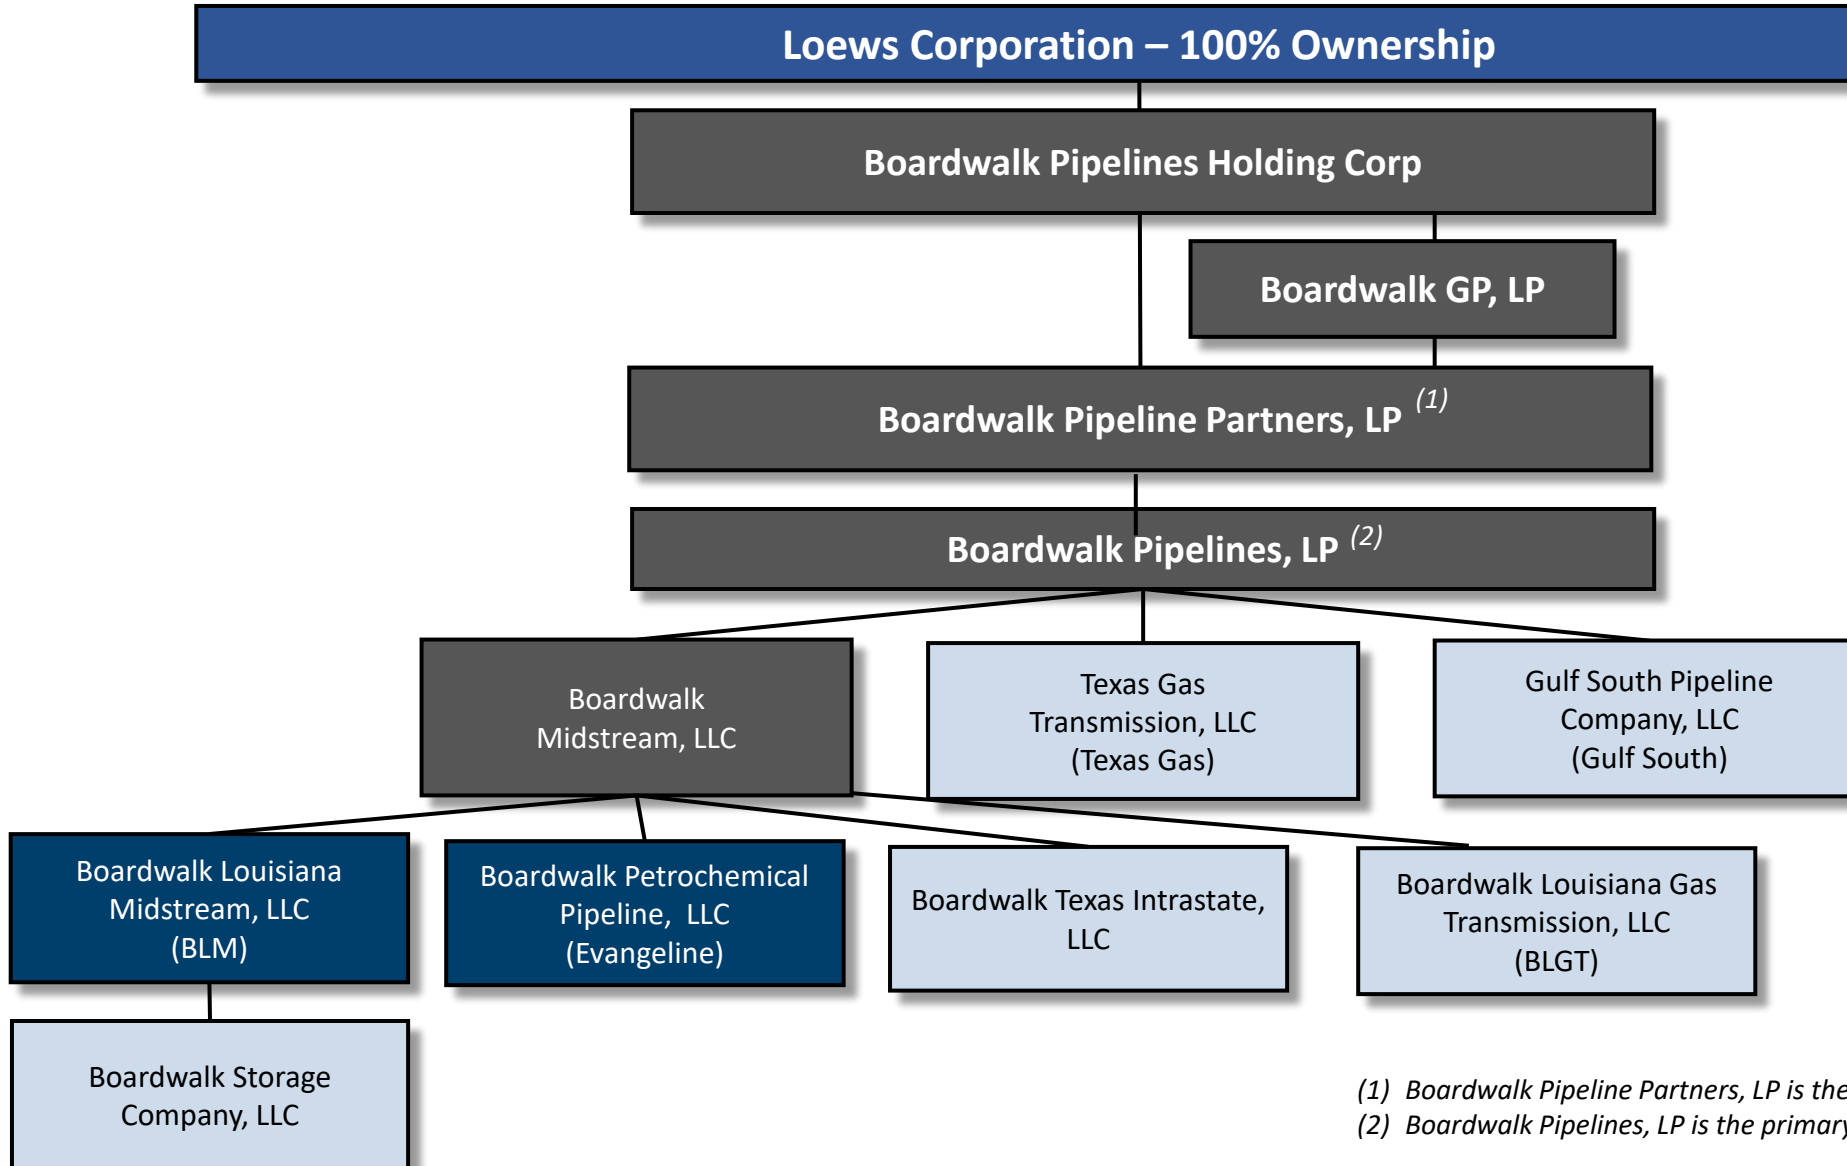 Loews Corporation – 100% Ownership
Boardwalk Pipelines Holding Corp
Boardwalk GP, LP
Boardwalk Pipeline Partners, LP (1)
Boardwalk Pipelines, LP (2)
Boardwalk
Midstream, LLC
Texas Gas
Transmission, LLC
(Texas Gas)
Gulf South Pipeline
Company, LLC
(Gulf South)
Boardwalk Louisiana
Midstream, LLC
(BLM)
Boardwalk Petrochemical
Pipeline, LLC
(Evangeline)
Boardwalk Texas Intrastate,
LLC
Boardwalk Louisiana Gas
Transmission, LLC
(BLGT)
Boardwalk Storage
Company, LLC
(1) Boardwalk Pipeline Partners, LP is the
(2) Boardwalk Pipelines, LP is the primary